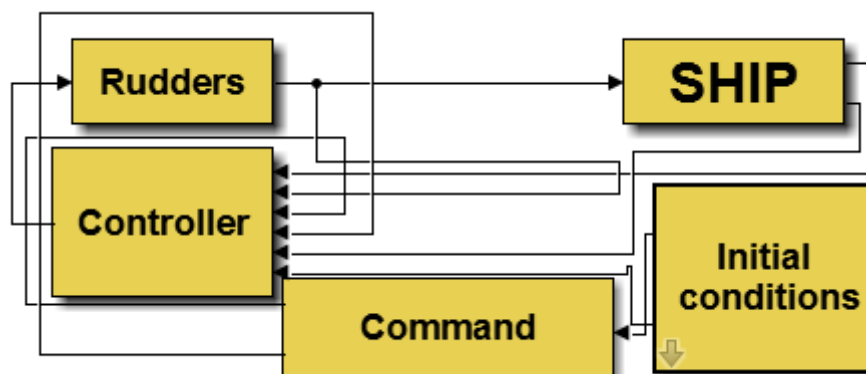 Rudders
SHIP
Controller
Initial
conditions
Command